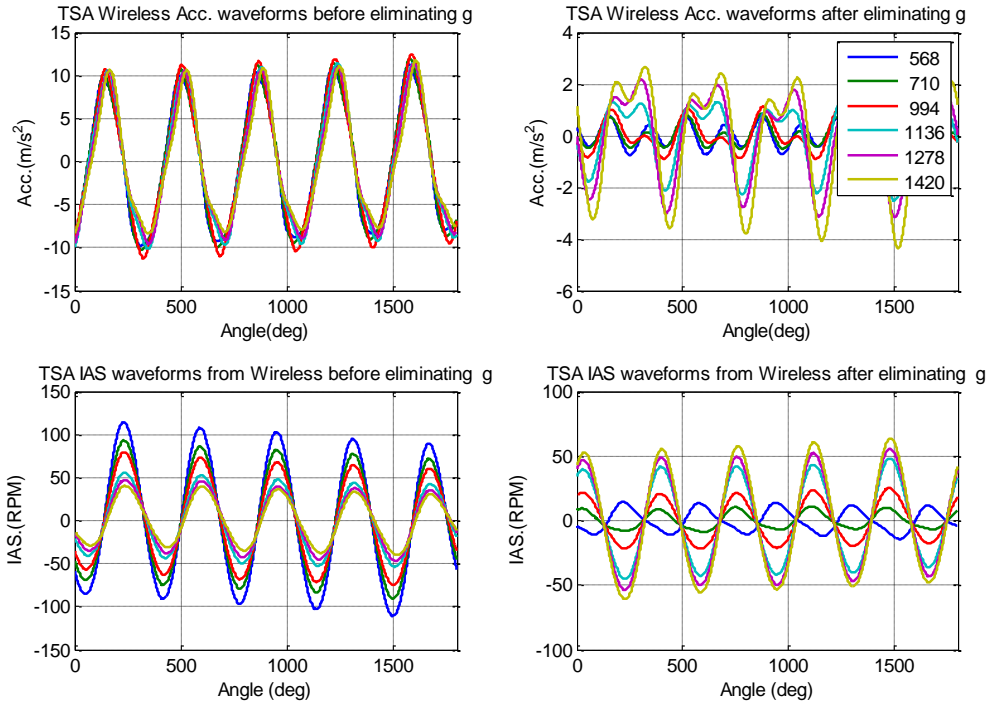 TSA Wireless Acc. waveforms before eliminating g
15
10
5
0
-5
-10
-15
Acc.(m/s²)
0 500 1000 1500
Angle(deg)
TSA Wireless Acc. waveforms after eliminating g
4
2
0
-2
-4
-6
Acc.(m/s²)
0 500 1000 1500
Angle(deg)
568
710
994
1136
1278
1420
TSA IAS waveforms from Wireless before eliminating g
150
100
50
0
-50
-100
-150
IAS.(RPM)
0 500 1000 1500
Angle (deg)
TSA IAS waveforms from Wireless after eliminating g
100
50
0
-50
-100
IAS.(RPM)
0 500 1000 1500
Angle (deg)